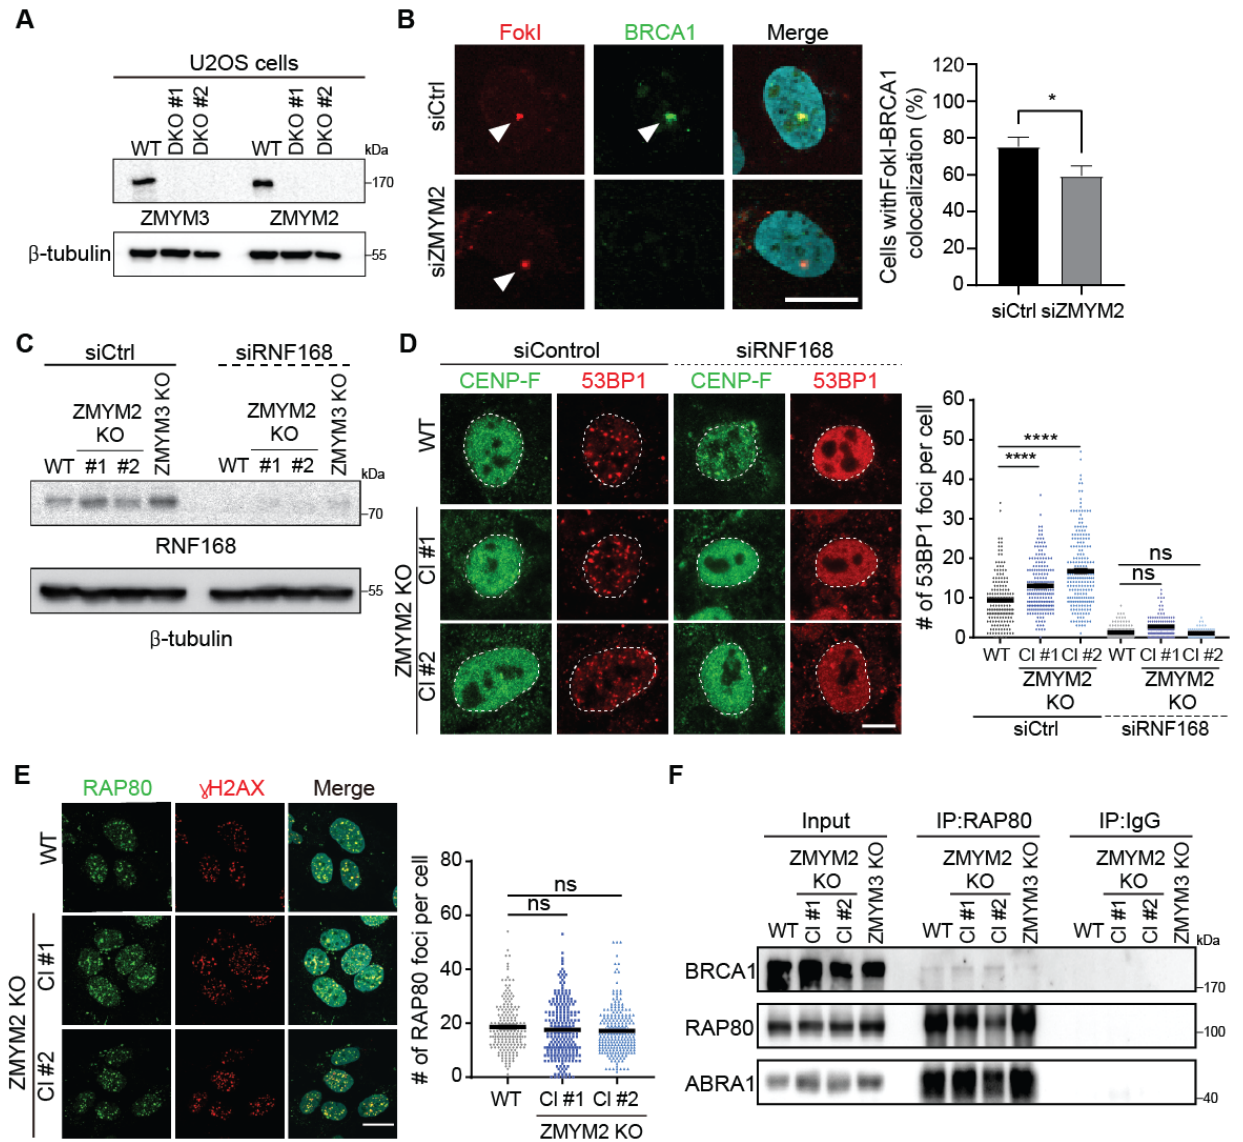 A
U2OS cells
WT
DKO #1
DKO #2
WT
DKO #1
DKO #2
kDa
170
ZMYM3
ZMYM2
β-tubulin
55
B
FokI
BRCA1
Merge
siCtrl
siZMYM2
Cells withFokI-BRCA1
colocalization (%)
120
100
80
60
40
20
0
*
siCtrl siZMYM2
C
siCtrl
siRNF168
ZMYM2
KO
ZMYM3 KO
ZMYM2
KO
ZMYM3 KO
WT #1 #2
WT #1 #2
kDa
70
RNF168
55
β-tubulin
D
siControl
siRNF168
CENP-F
53BP1
CENP-F
53BP1
WT
ZMYM2 KO
Cl #1
Cl #2
# of 53BP1 foci per cell
60
50
40
30
20
10
0
****
****
ns
ns
WT Cl #1 Cl #2 WT Cl #1 Cl #2
ZMYM2
KO
ZMYM2
KO
siCtrl
siRNF168
E
RAP80
ɣH2AX
Merge
WT
ZMYM2 KO
Cl #1
Cl #2
# of RAP80 foci per cell
80
60
40
20
0
ns
ns
WT Cl #1 Cl #2
ZMYM2 KO
F
Input
IP:RAP80
IP:IgG
ZMYM2
KO
ZMYM2
KO
ZMYM2
KO
WT
Cl #1
Cl #2
ZMYM3 KO
WT
Cl #1
Cl #2
ZMYM3 KO
WT
Cl #1
Cl #2
ZMYM3 KO
kDa
BRCA1
170
RAP80
100
ABRA1
40